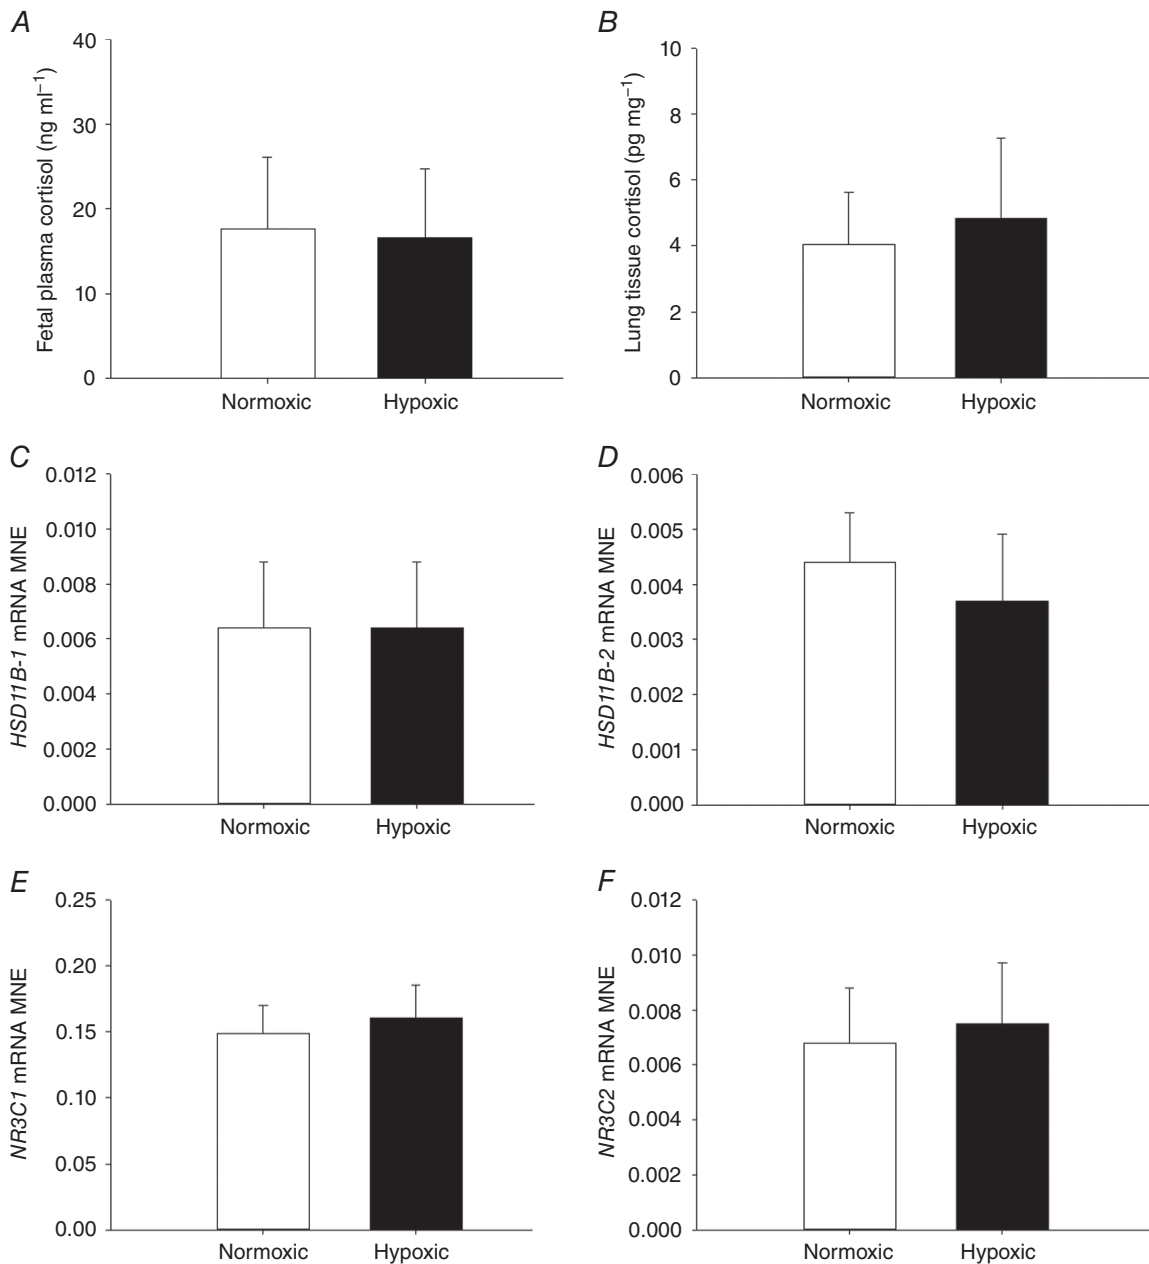 A
Fetal plasma cortisol (ng ml⁻¹)
40
30
20
10
0
Normoxic
Hypoxic
B
Lung tissue cortisol (pg mg⁻¹)
10
8
6
4
2
0
Normoxic
Hypoxic
C
HSD11B-1 mRNA MNE
0.012
0.010
0.008
0.006
0.004
0.002
0.000
Normoxic
Hypoxic
D
HSD11B-2 mRNA MNE
0.006
0.005
0.004
0.003
0.002
0.001
0.000
Normoxic
Hypoxic
E
NR3C1 mRNA MNE
0.25
0.20
0.15
0.10
0.05
0.00
Normoxic
Hypoxic
F
NR3C2 mRNA MNE
0.012
0.010
0.008
0.006
0.004
0.002
0.000
Normoxic
Hypoxic